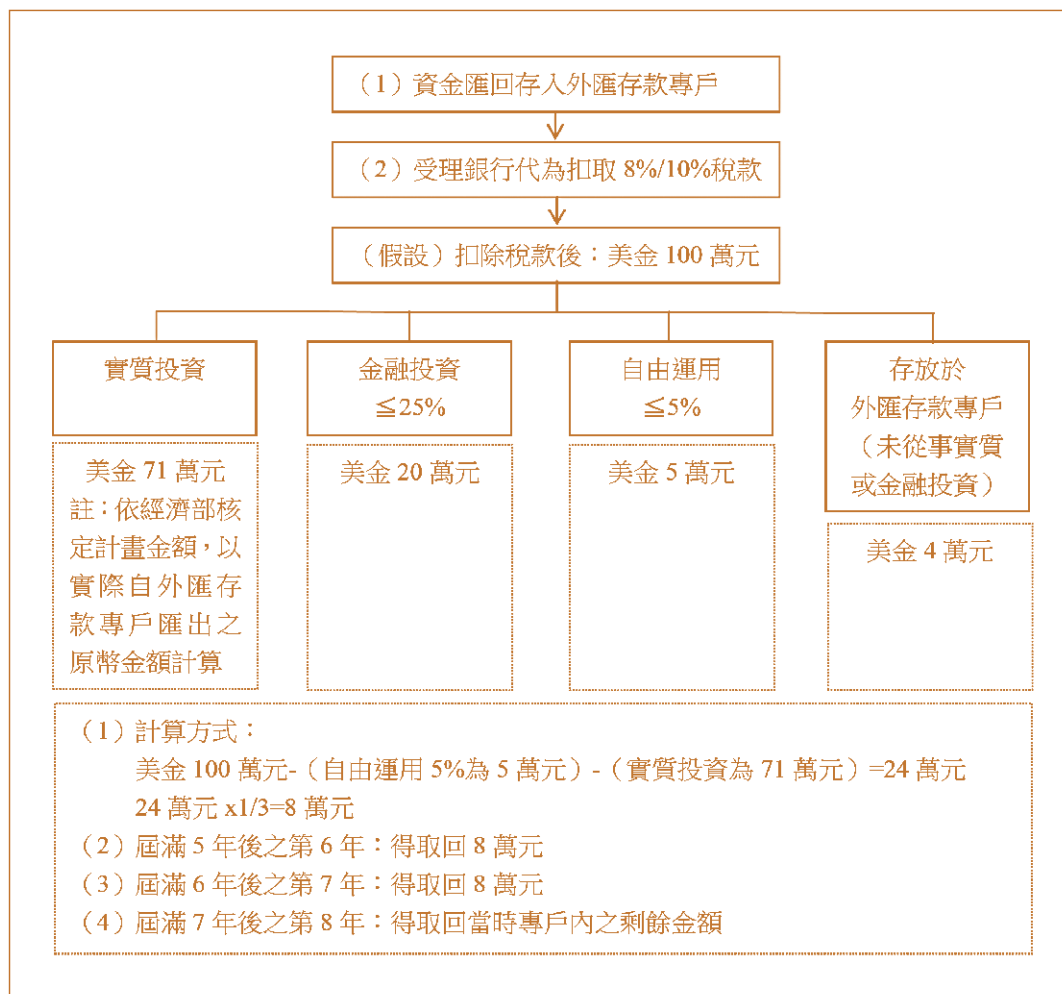 （1）資金匯回存入外匯存款專戶
（2）受理銀行代為扣取 8%/10%稅款
（假設）扣除稅款後：美金 100 萬元
實質投資
美金 71 萬元
註：依經濟部核
定計畫金額，以
實際自外匯存
款專戶匯出之
原幣金額計算
金融投資
≦25%
美金 20 萬元
自由運用
≦5%
美金 5 萬元
存放於
外匯存款專戶
（未從事實質
或金融投資）
美金 4 萬元
（1）計算方式：
美金 100 萬元-（自由運用 5%為 5 萬元）-（實質投資為 71 萬元）=24 萬元
24 萬元 x1/3=8 萬元
（2）屆滿 5 年後之第 6 年：得取回 8 萬元
（3）屆滿 6 年後之第 7 年：得取回 8 萬元
（4）屆滿 7 年後之第 8 年：得取回當時專戶內之剩餘金額